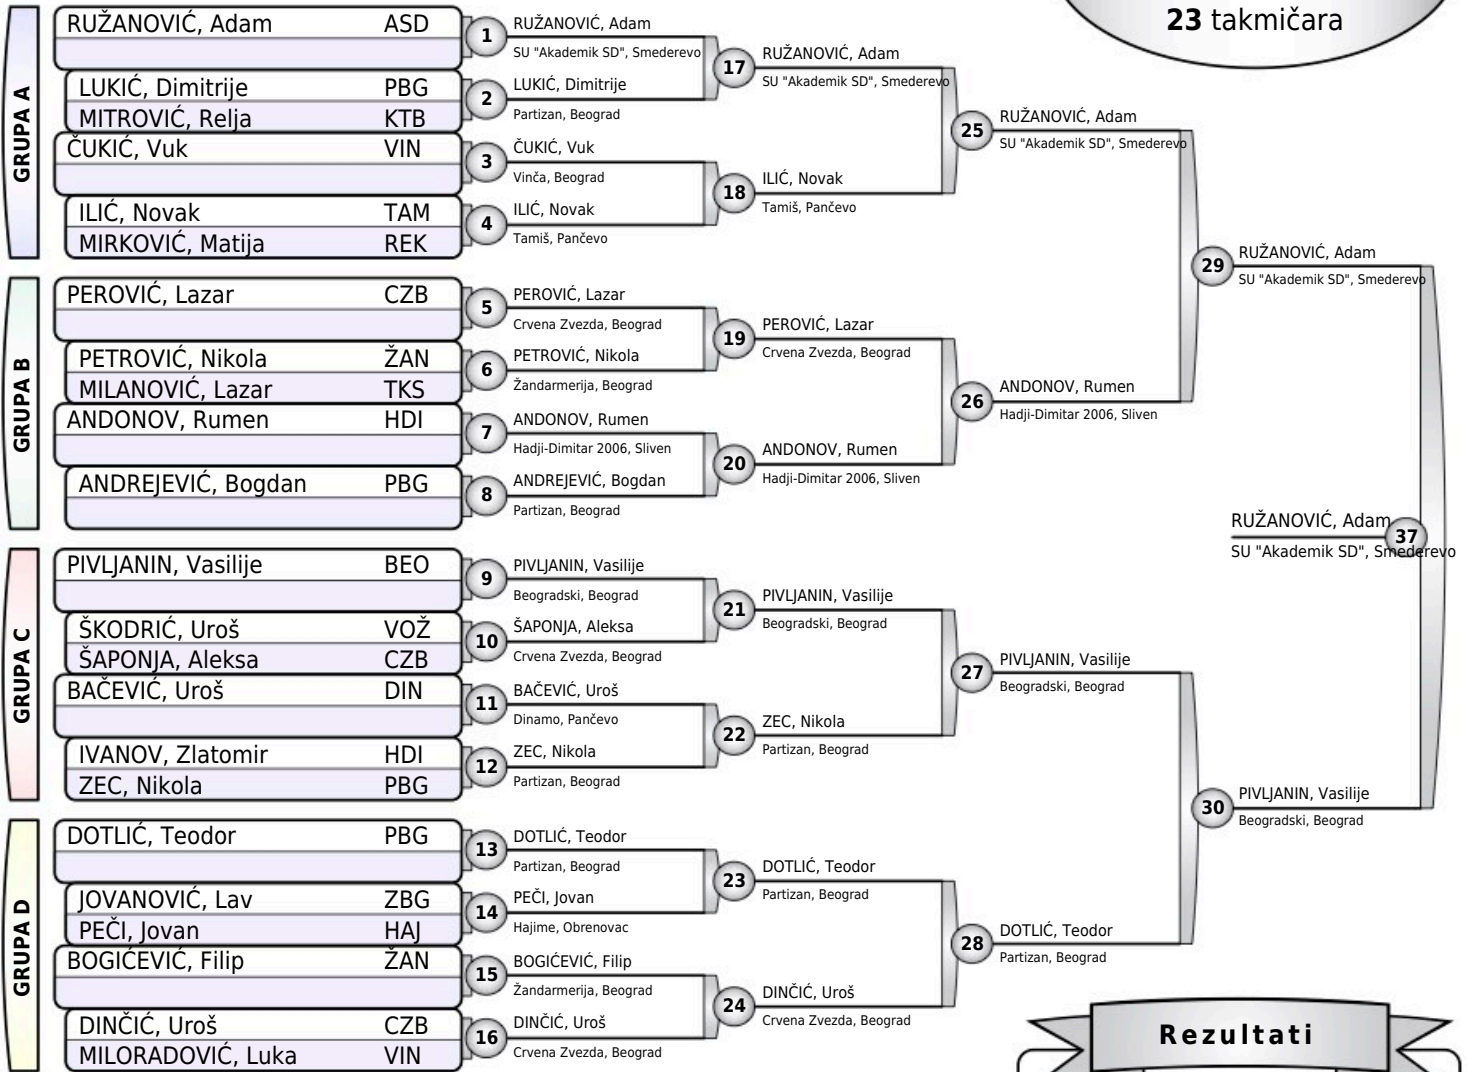 23 takmičara
GRUPA A
RUŽANOVIĆ, Adam ASD
LUKIĆ, Dimitrije PBG
MITROVIĆ, Relja KTB
ČUKIĆ, Vuk VIN
ILIĆ, Novak TAM
MIRKOVIĆ, Matija REK
GRUPA B
PEROVIĆ, Lazar CZB
PETROVIĆ, Nikola ŽAN
MILANOVIĆ, Lazar TKS
ANDONOV, Rumen HDI
ANDREJEVIĆ, Bogdan PBG
GRUPA C
PIVLJANIN, Vasilije BEO
ŠKODRIĆ, Uroš VOŽ
ŠAPONJA, Aleksa CZB
BAČEVIĆ, Uroš DIN
IVANOV, Zlatomir HDI
ZEC, Nikola PBG
GRUPA D
DOTLIĆ, Teodor PBG
JOVANOVIĆ, Lav ZBG
PEČI, Jovan HAJ
BOGIĆEVIĆ, Filip ŽAN
DINČIĆ, Uroš CZB
MILORADOVIĆ, Luka VIN
1 RUŽANOVIĆ, Adam
SU "Akademik SD", Smederevo
2 LUKIĆ, Dimitrije
Partizan, Beograd
3 ČUKIĆ, Vuk
Vinča, Beograd
4 ILIĆ, Novak
Tamiš, Pančevo
5 PEROVIĆ, Lazar
Crvena Zvezda, Beograd
6 PETROVIĆ, Nikola
Žandarmerija, Beograd
7 ANDONOV, Rumen
Hadji-Dimitar 2006, Sliven
8 ANDREJEVIĆ, Bogdan
Partizan, Beograd
9 PIVLJANIN, Vasilije
Beogradski, Beograd
10 ŠAPONJA, Aleksa
Crvena Zvezda, Beograd
11 BAČEVIĆ, Uroš
Dinamo, Pančevo
12 ZEC, Nikola
Partizan, Beograd
13 DOTLIĆ, Teodor
Partizan, Beograd
14 PEČI, Jovan
Hajime, Obrenovac
15 BOGIĆEVIĆ, Filip
Žandarmerija, Beograd
16 DINČIĆ, Uroš
Crvena Zvezda, Beograd
17 RUŽANOVIĆ, Adam
SU "Akademik SD", Smederevo
18 ILIĆ, Novak
Tamiš, Pančevo
19 PEROVIĆ, Lazar
Crvena Zvezda, Beograd
20 ANDONOV, Rumen
Hadji-Dimitar 2006, Sliven
21 PIVLJANIN, Vasilije
Beogradski, Beograd
22 ZEC, Nikola
Partizan, Beograd
23 DOTLIĆ, Teodor
Partizan, Beograd
24 DINČIĆ, Uroš
Crvena Zvezda, Beograd
25 RUŽANOVIĆ, Adam
SU "Akademik SD", Smederevo
26 ANDONOV, Rumen
Hadji-Dimitar 2006, Sliven
27 PIVLJANIN, Vasilije
Beogradski, Beograd
28 DOTLIĆ, Teodor
Partizan, Beograd
29 RUŽANOVIĆ, Adam
SU "Akademik SD", Smederevo
30 PIVLJANIN, Vasilije
Beogradski, Beograd
RUŽANOVIĆ, Adam 37
SU "Akademik SD", Smederevo
Rezultati